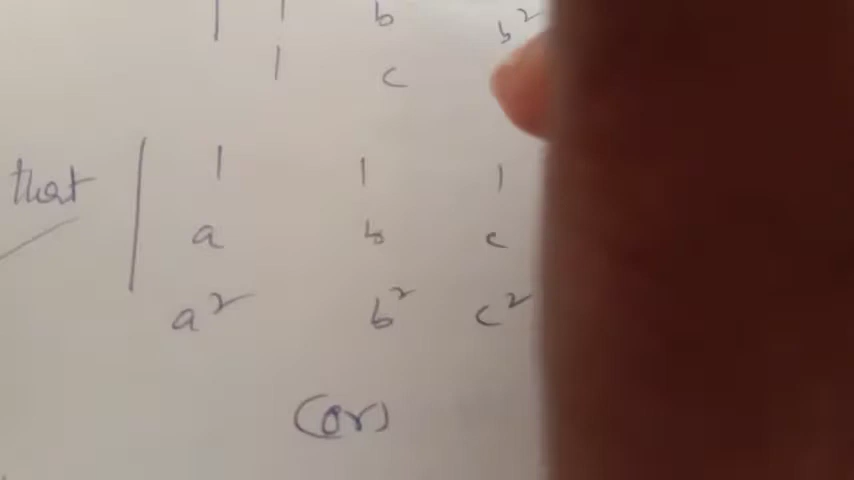 | 1 b b²
1 c
that | 1 1 1
a b c
a² b² c²
(or)